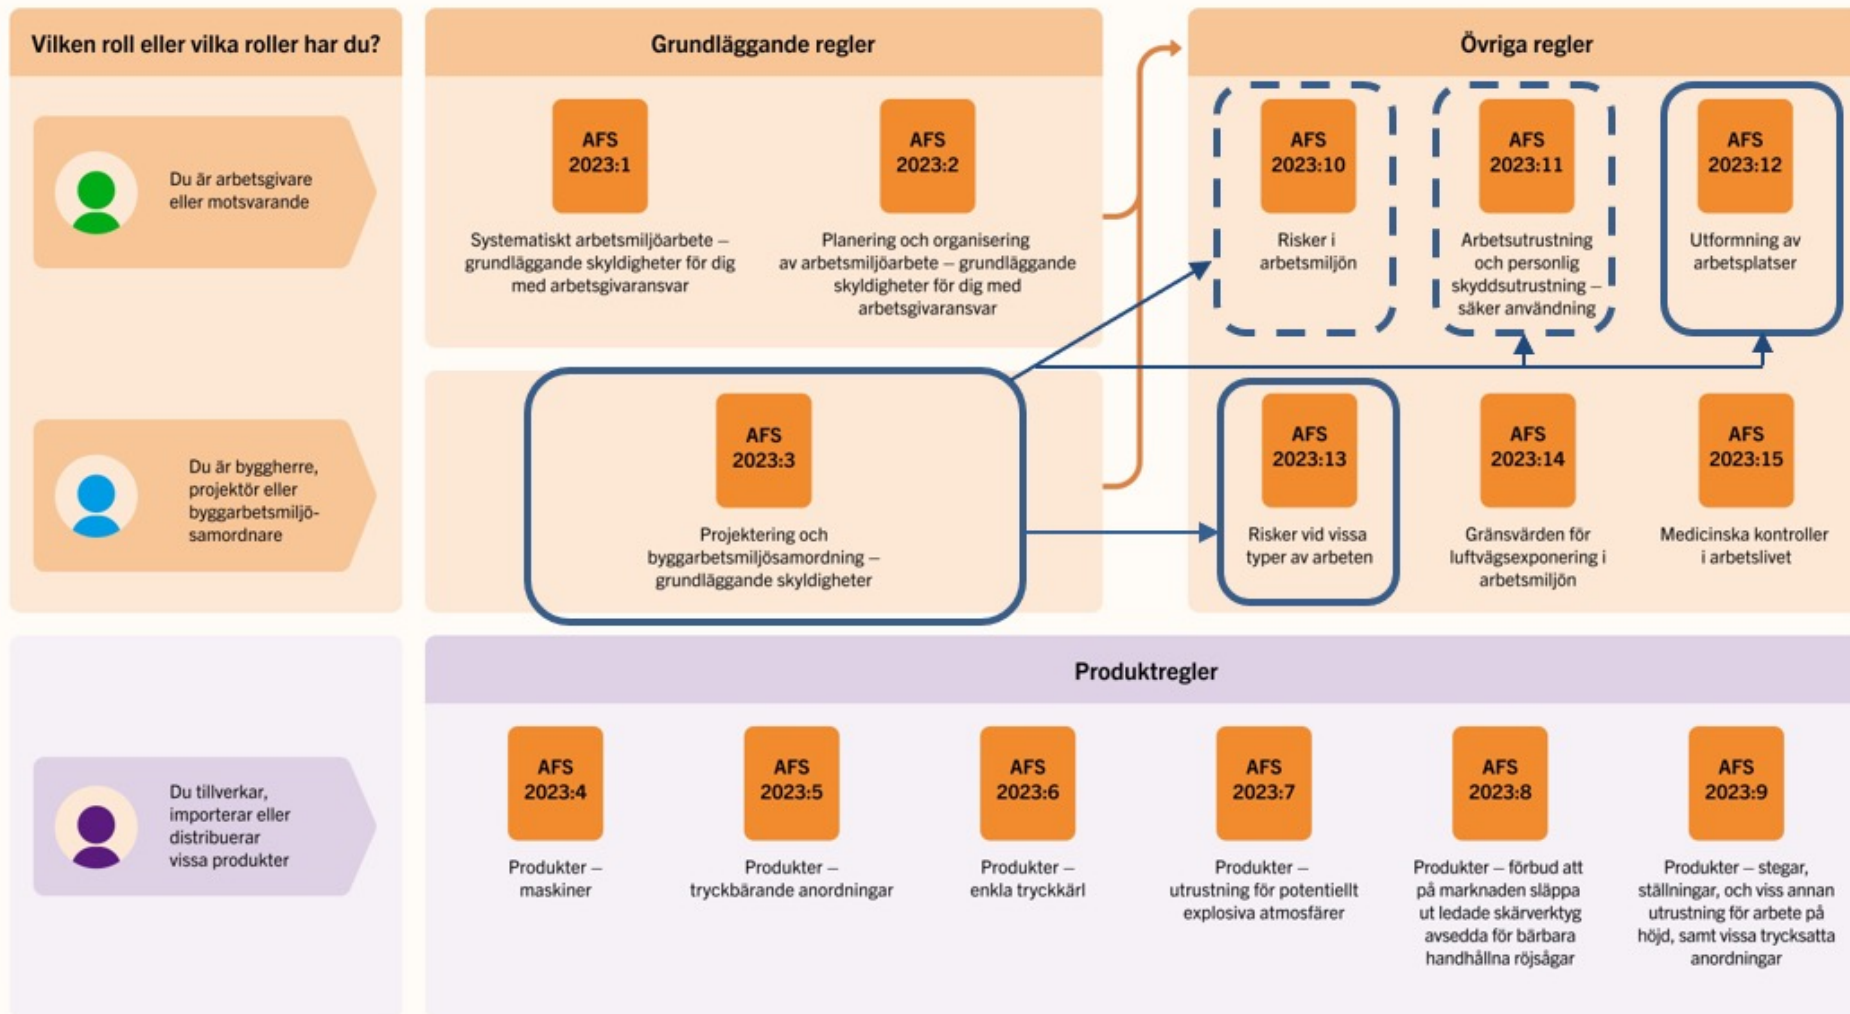 Vilken roll eller vilka roller har du?
Grundläggande regler
Övriga regler
Du är arbetsgivare
eller motsvarande
AFS
2023:1
Systematiskt arbetsmiljöarbete –
grundläggande skyldigheter för dig
med arbetsgivaransvar
AFS
2023:2
Planering och organisering
av arbetsmiljöarbete – grundläggande
skyldigheter för dig med
arbetsgivaransvar
AFS
2023:10
Risker i
arbetsmiljön
AFS
2023:11
Arbetsutrustning
och personlig
skyddsutrustning –
säker användning
AFS
2023:12
Utformning av
arbetsplatser
Du är byggherre,
projektör eller
byggarbetsmiljö-
samordnare
AFS
2023:3
Projektering och
byggarbetsmiljösamordning –
grundläggande skyldigheter
AFS
2023:13
Risker vid vissa
typer av arbeten
AFS
2023:14
Gränsvärden för
luftvägsexponering i
arbetsmiljön
AFS
2023:15
Medicinska kontroller
i arbetslivet
Produktregler
Du tillverkar,
importerar eller
distribuerar
vissa produkter
AFS
2023:4
Produkter –
maskiner
AFS
2023:5
Produkter –
tryckbärande anordningar
AFS
2023:6
Produkter –
enkla tryckkärl
AFS
2023:7
Produkter –
utrustning för potentiellt
explosiva atmosfärer
AFS
2023:8
Produkter – förbud att
på marknaden släppa
ut ledade skärverktyg
avsedda för bärbara
handhållna röjsågar
AFS
2023:9
Produkter – stegar,
ställningar, och viss annan
utrustning för arbete på
höjd, samt vissa trycksatta
anordningar